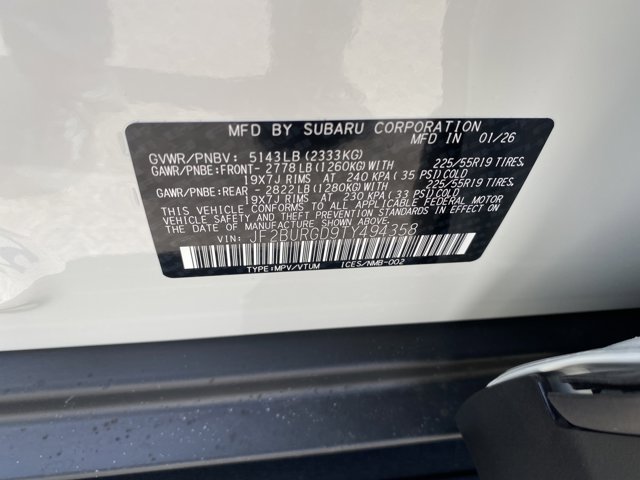 MFD BY SUBARU CORPORATION
MFD IN 01/26
GVWR/PNBV: 5143LB(2333KG)
GAWR/PNBE:FRONT- 2778LB(1260KG)WITH 225/55R19 TIRES.
19X7J RIMS AT 240 KPA( 35 PSI)COLD
GAWR/PNBE:REAR - 2822LB(1280KG)WITH 225/55R19 TIRES.
19X7J RIMS AT 230 KPA( 33 PSI)COLD
THIS VEHICLE CONFORMS TO ALL APPLICABLE FEDERAL MOTOR
VEHICLE SAFETY AND THEFT PREVENTION STANDARDS IN EFFECT ON
THE DATE OF MANUFACTURE SHOWN ABOVE.
VIN: JF2BURGD9TY494358
TYPE:MPV/VTUM ICES/NMB-002